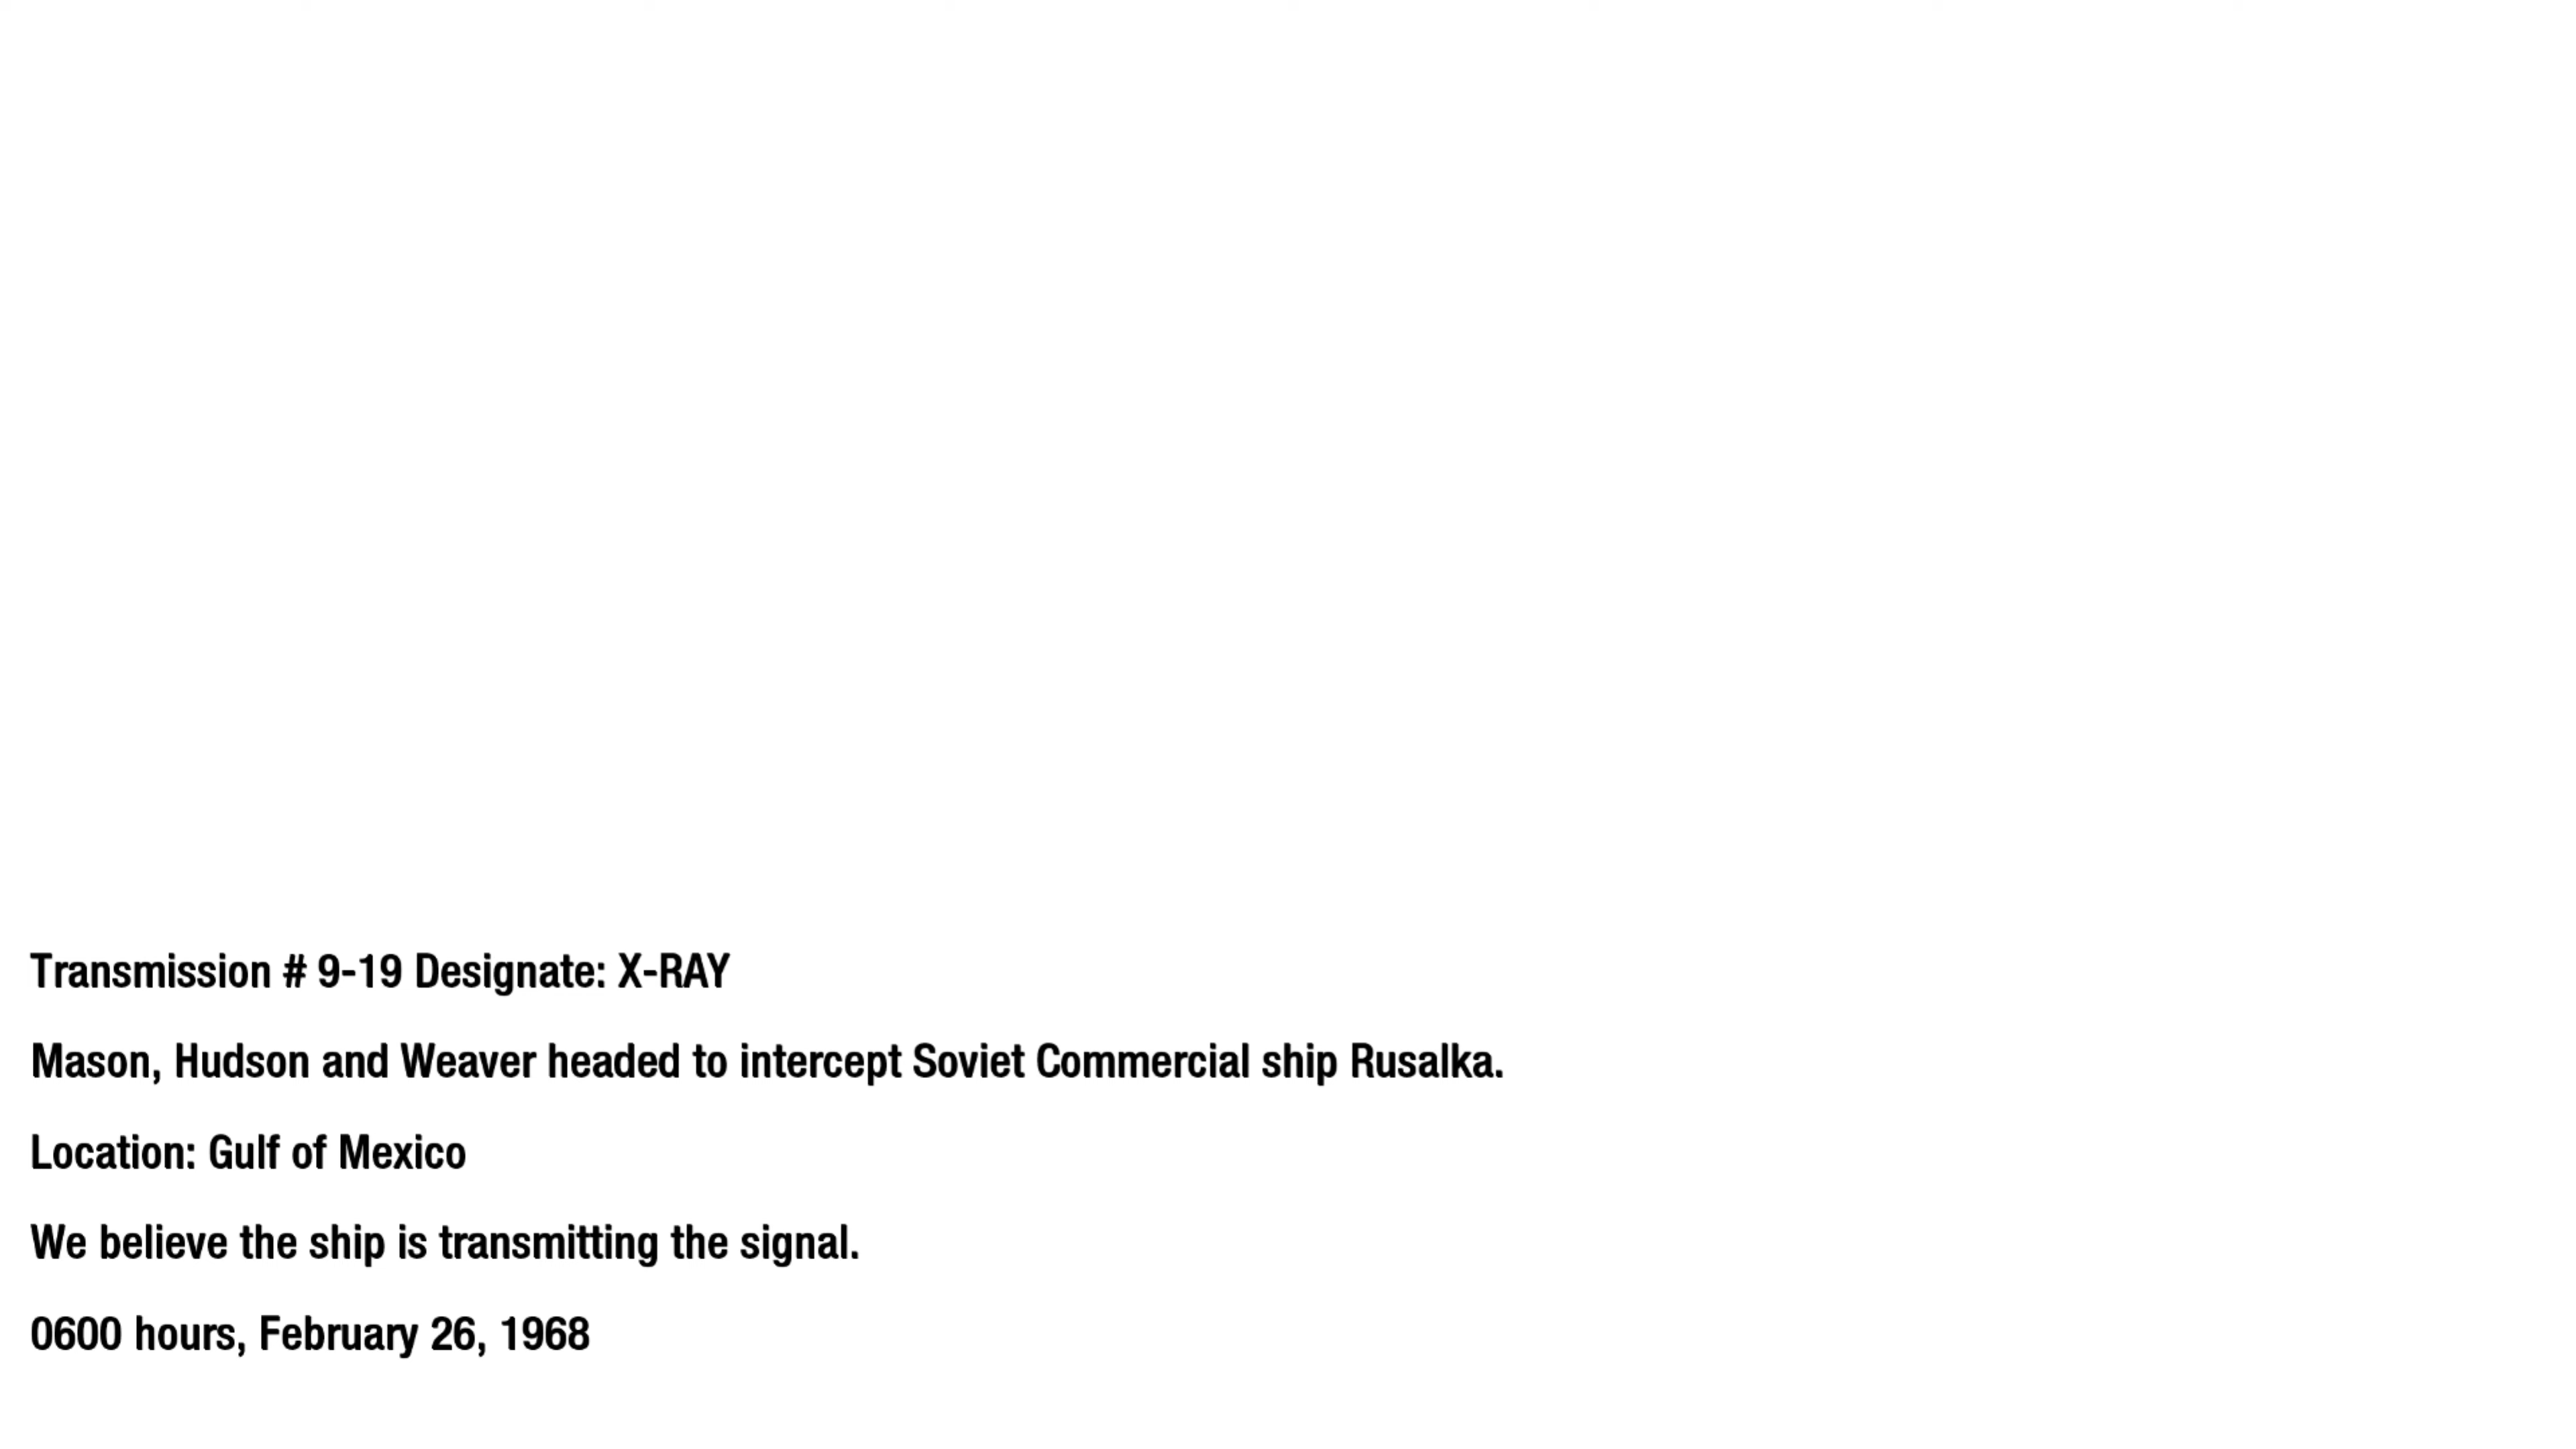 Transmission # 9-19 Designate: X-RAY
Mason, Hudson and Weaver headed to intercept Soviet Commercial ship Rusalka.
Location: Gulf of Mexico
We believe the ship is transmitting the signal.
0600 hours, February 26, 1968